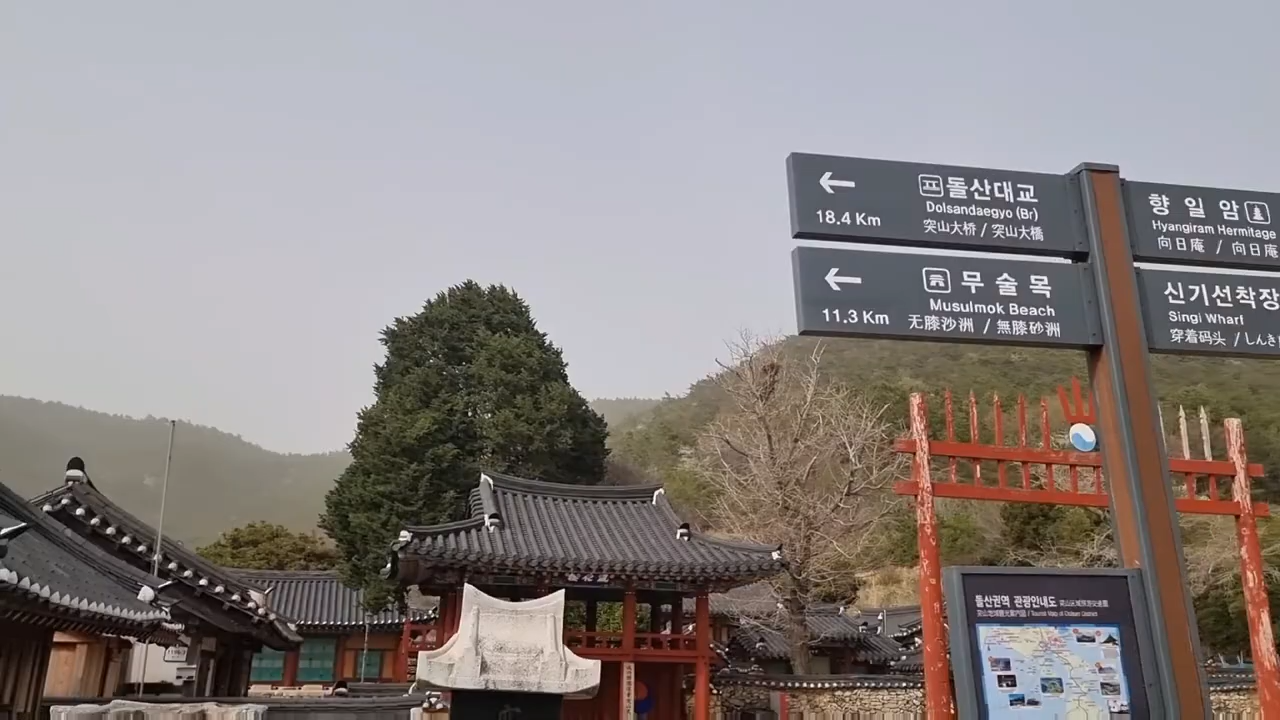 돌산대교
Dolsandaegyo (Br)
18.4 Km
突山大桥 / 突山大橋
무술목
Musulmok Beach
11.3 Km
无膝沙洲 / 無膝砂洲
향일암
Hyangiram Hermitage
向日庵 / 向日庵
신기선착장
Singi Wharf
穿着码头 / しんき
돌산권역 관광안내도